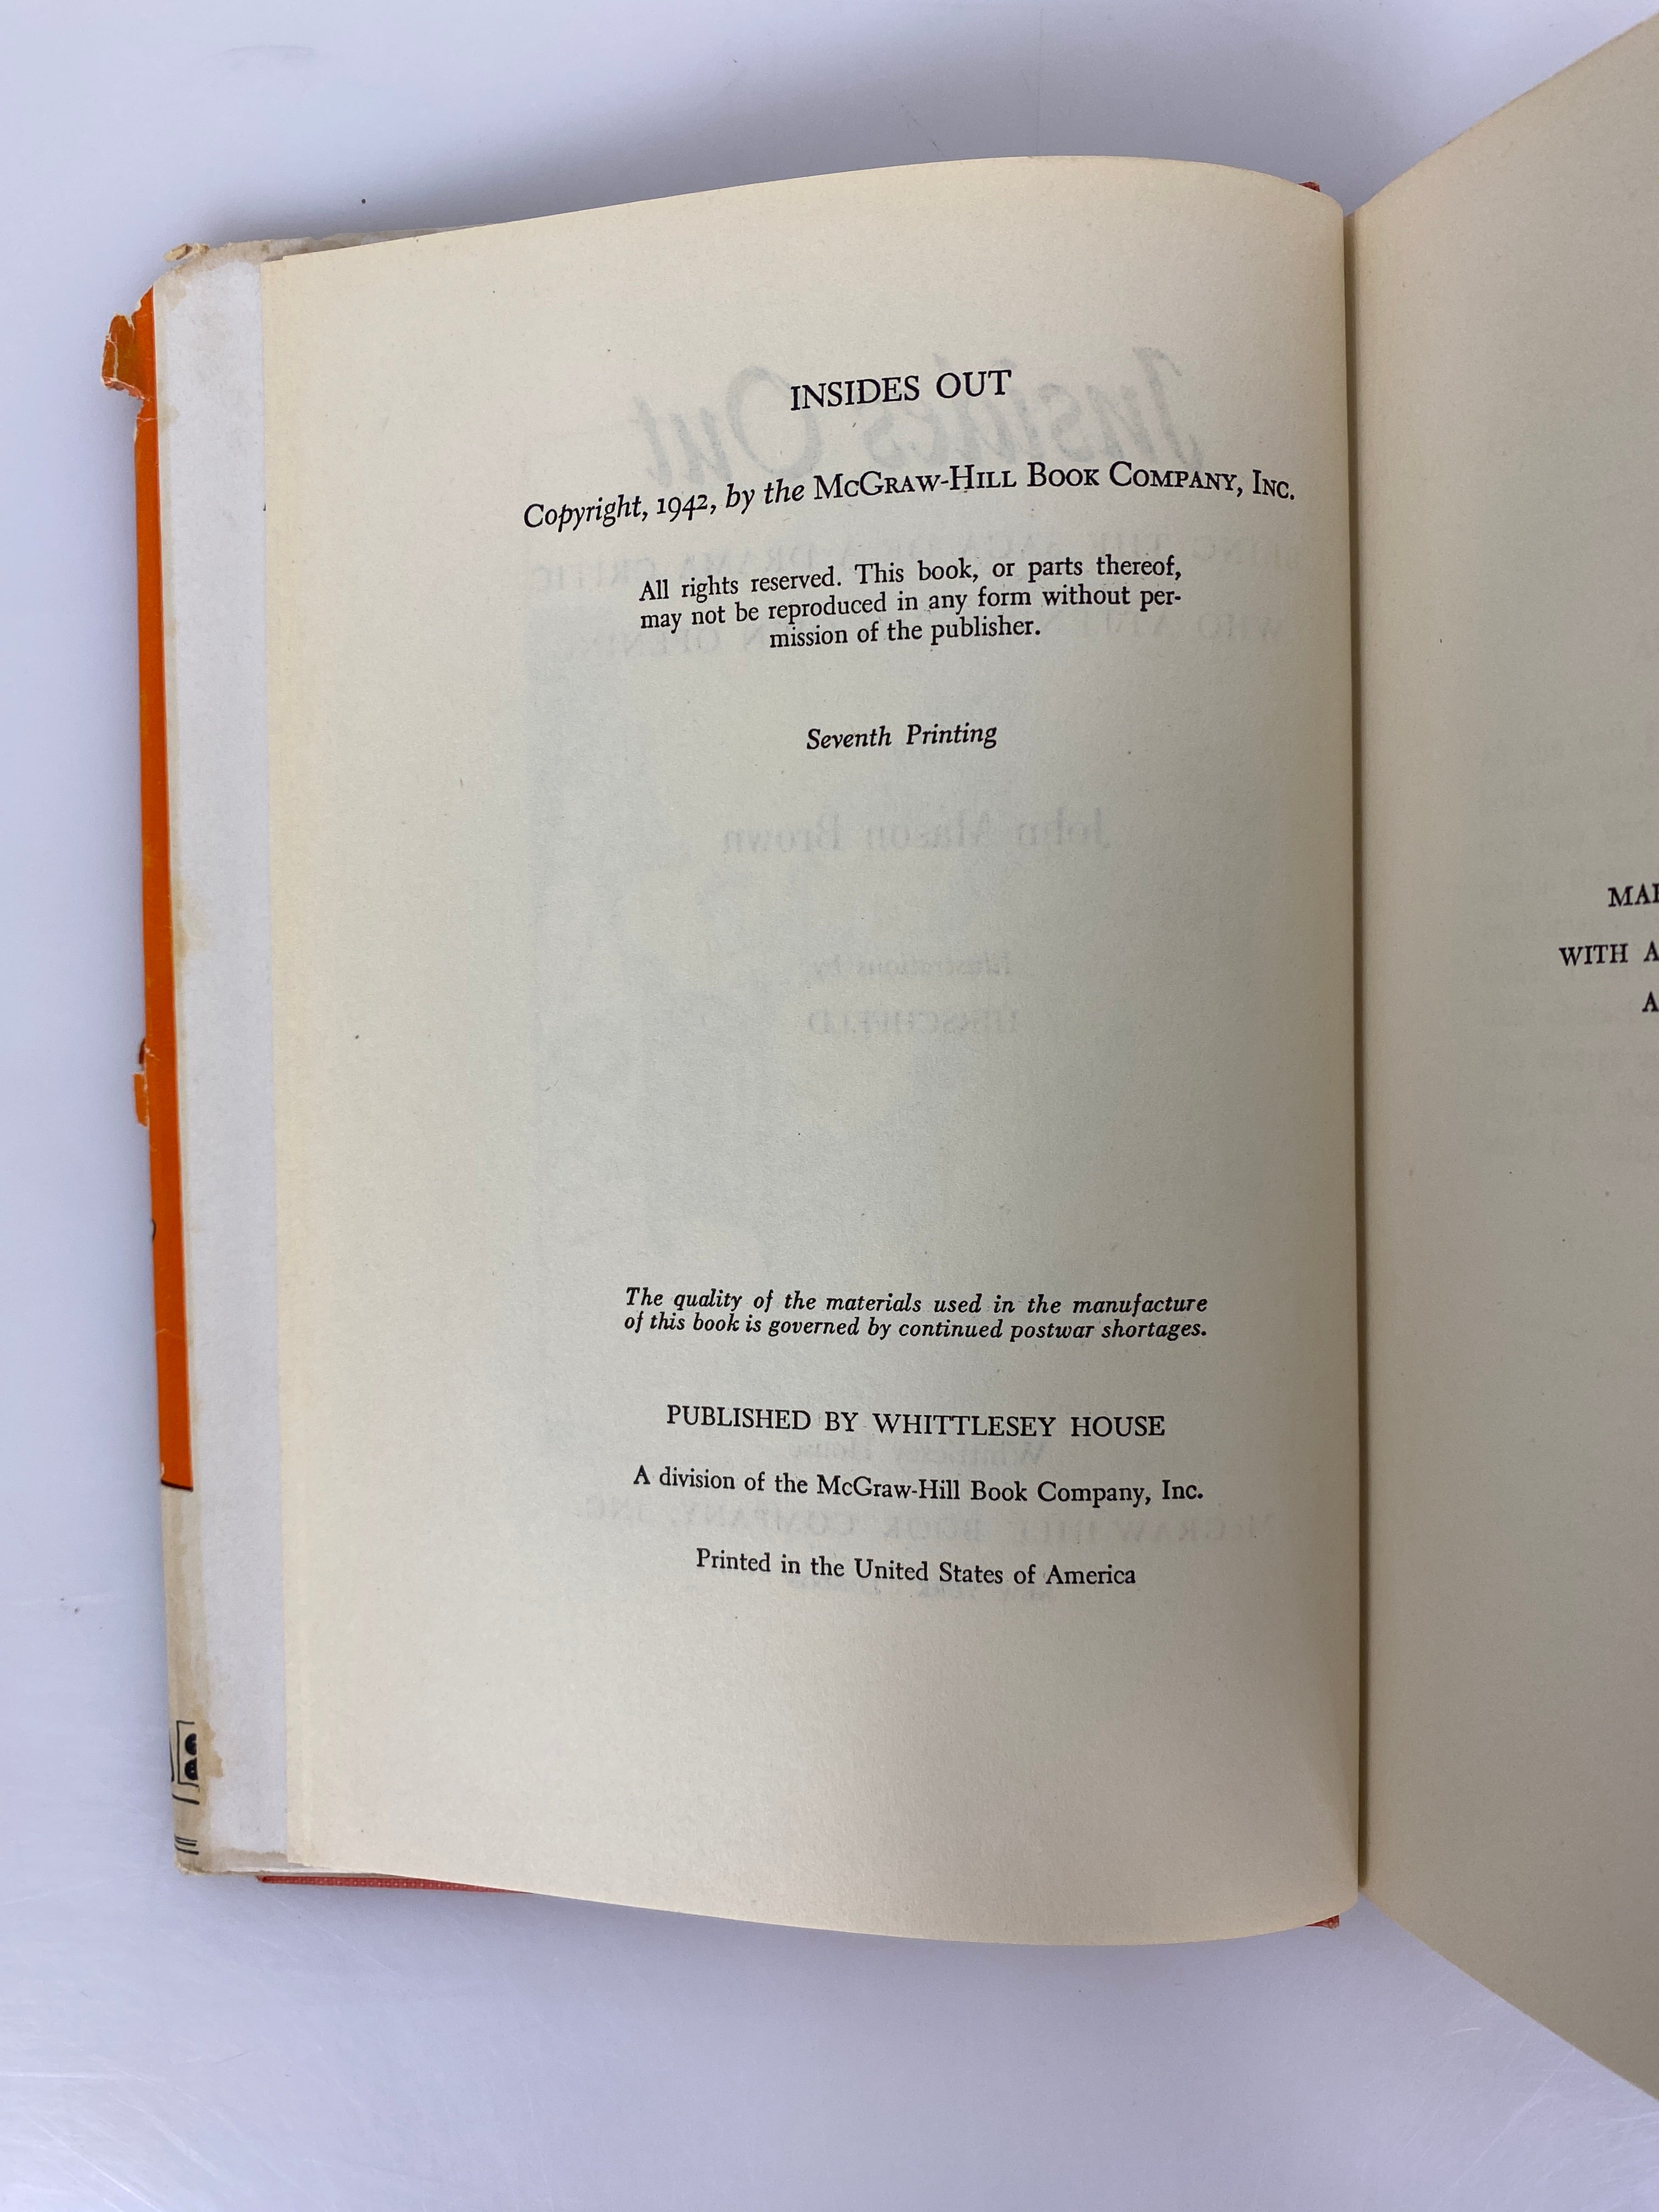 INSIDES OUT
Copyright, 1942, by the McGraw-Hill Book Company, Inc.
All rights reserved. This book, or parts thereof,
may not be reproduced in any form without per-
mission of the publisher.
Seventh Printing
The quality of the materials used in the manufacture
of this book is governed by continued postwar shortages.
PUBLISHED BY WHITTLESEY HOUSE
A division of the McGraw-Hill Book Company, Inc.
Printed in the United States of America
WITH